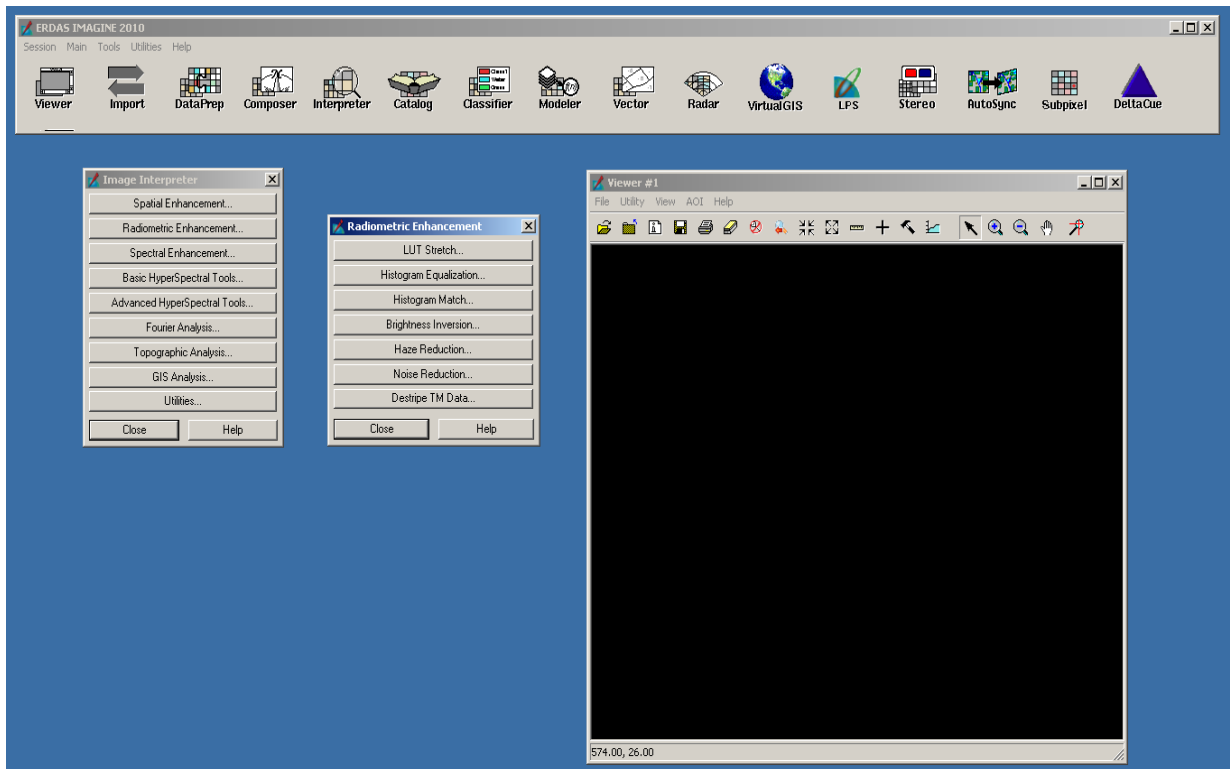 ERDAS IMAGINE 2010
Session Main Tools Utilities Help
Viewer Import DataPrep Composer Interpreter Catalog Classifier Modeler Vector Radar VirtualGIS LPS Stereo AutoSync Subpixel DeltaCue
Image Interpreter
Spatial Enhancement...
Radiometric Enhancement...
Spectral Enhancement...
Basic HyperSpectral Tools...
Advanced HyperSpectral Tools...
Fourier Analysis...
Topographic Analysis...
GIS Analysis...
Utilities...
Close Help
Radiometric Enhancement
LUT Stretch...
Histogram Equalization...
Histogram Match...
Brightness Inversion...
Haze Reduction...
Noise Reduction...
Destripe TM Data...
Close Help
Viewer #1
File Utility View AOI Help
574.00, 26.00